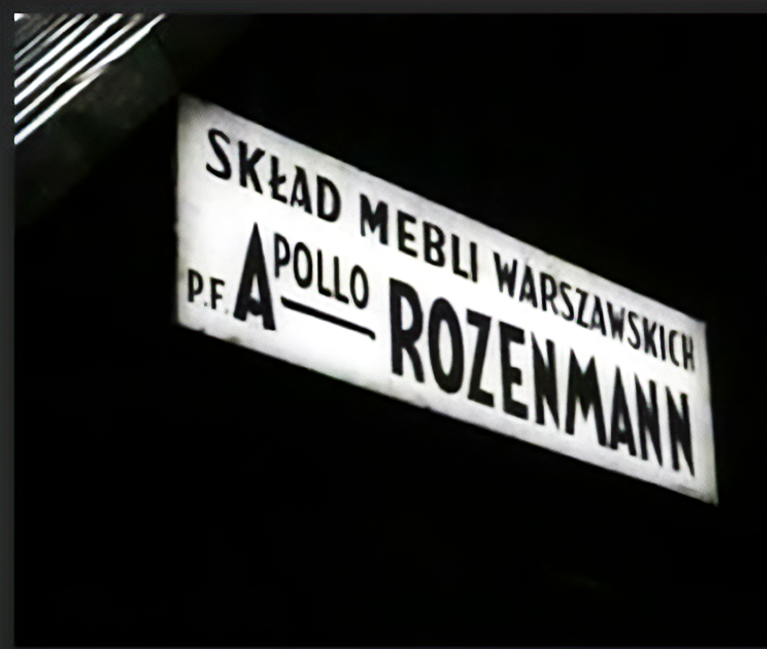 SKŁAD MEBLI WARSZAWSKICH
P.F. APOLLO ROZENMANN